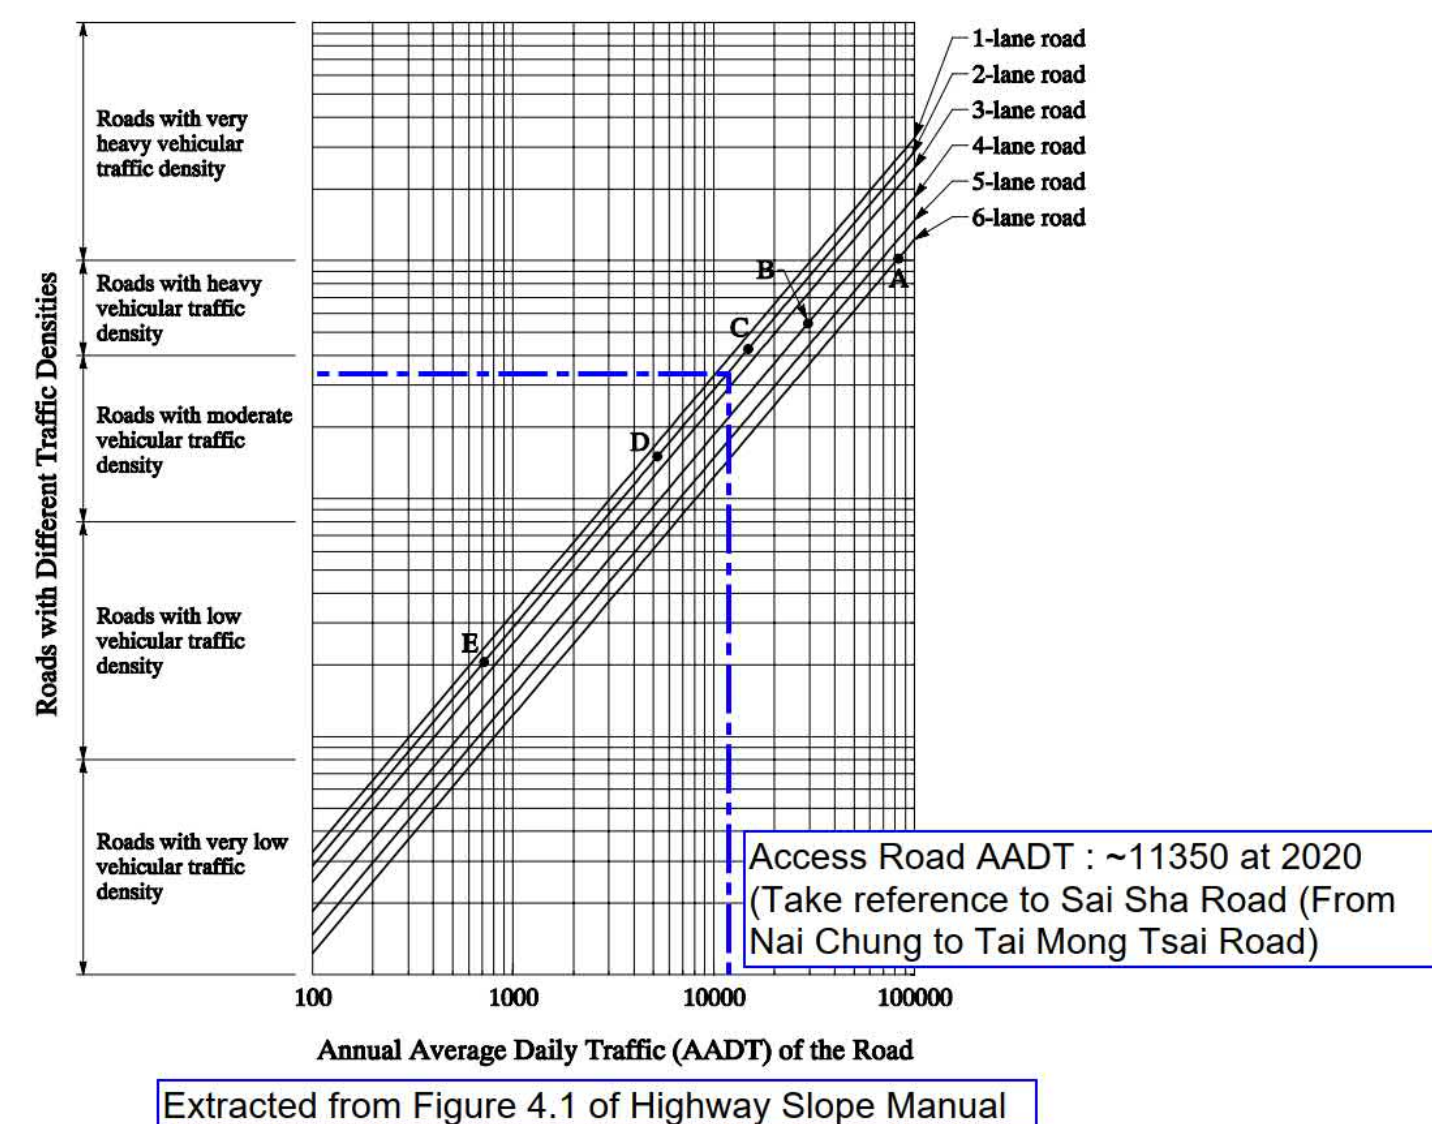 1-lane road
2-lane road
3-lane road
4-lane road
5-lane road
6-lane road
Roads with Different Traffic Densities
Roads with very
heavy vehicular
traffic density
Roads with heavy
vehicular traffic
density
Roads with moderate
vehicular traffic
density
Roads with low
vehicular traffic
density
Roads with very low
vehicular traffic
density
A
B
C
D
E
Access Road AADT : ~11350 at 2020
(Take reference to Sai Sha Road (From
Nai Chung to Tai Mong Tsai Road)
100 1000 10000 100000
Annual Average Daily Traffic (AADT) of the Road
Extracted from Figure 4.1 of Highway Slope Manual